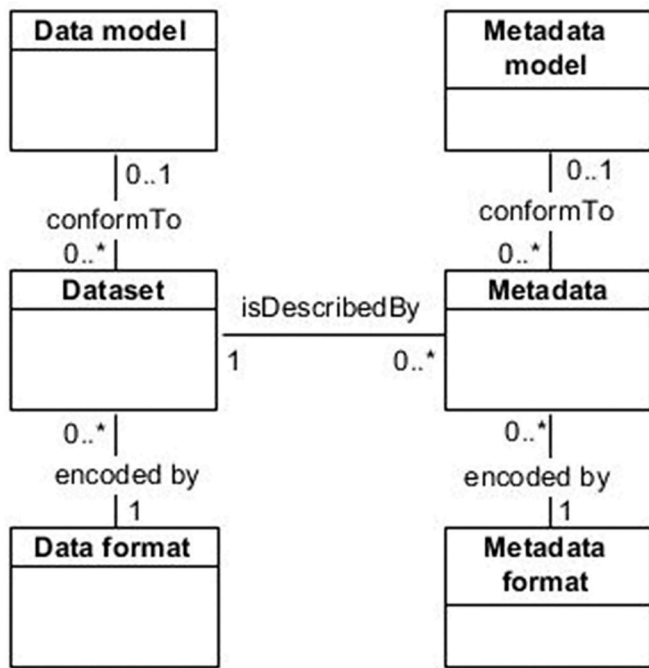 Data model
Metadata
model
0..1
0..1
conformTo
conformTo
0..*
0..*
Dataset
isDescribedBy
Metadata
1
0..*
0..*
0..*
encoded by
encoded by
1
1
Data format
Metadata
format